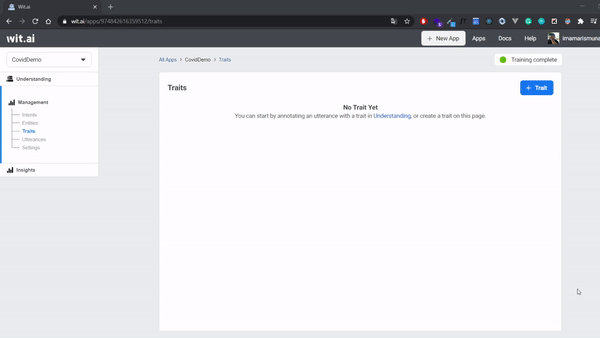 Wit.ai
wit.ai/apps/974842616359512/traits
wit.ai
+ New App
Apps
Docs
Help
CovidDemo
All Apps > CovidDemo > Traits
Training complete
Understanding
Management
Intents
Entities
Traits
Utterances
Settings
Insights
Traits
+ Trait
No Trait Yet
You can start by annotating an utterance with a trait in Understanding, or create a trait on this page.